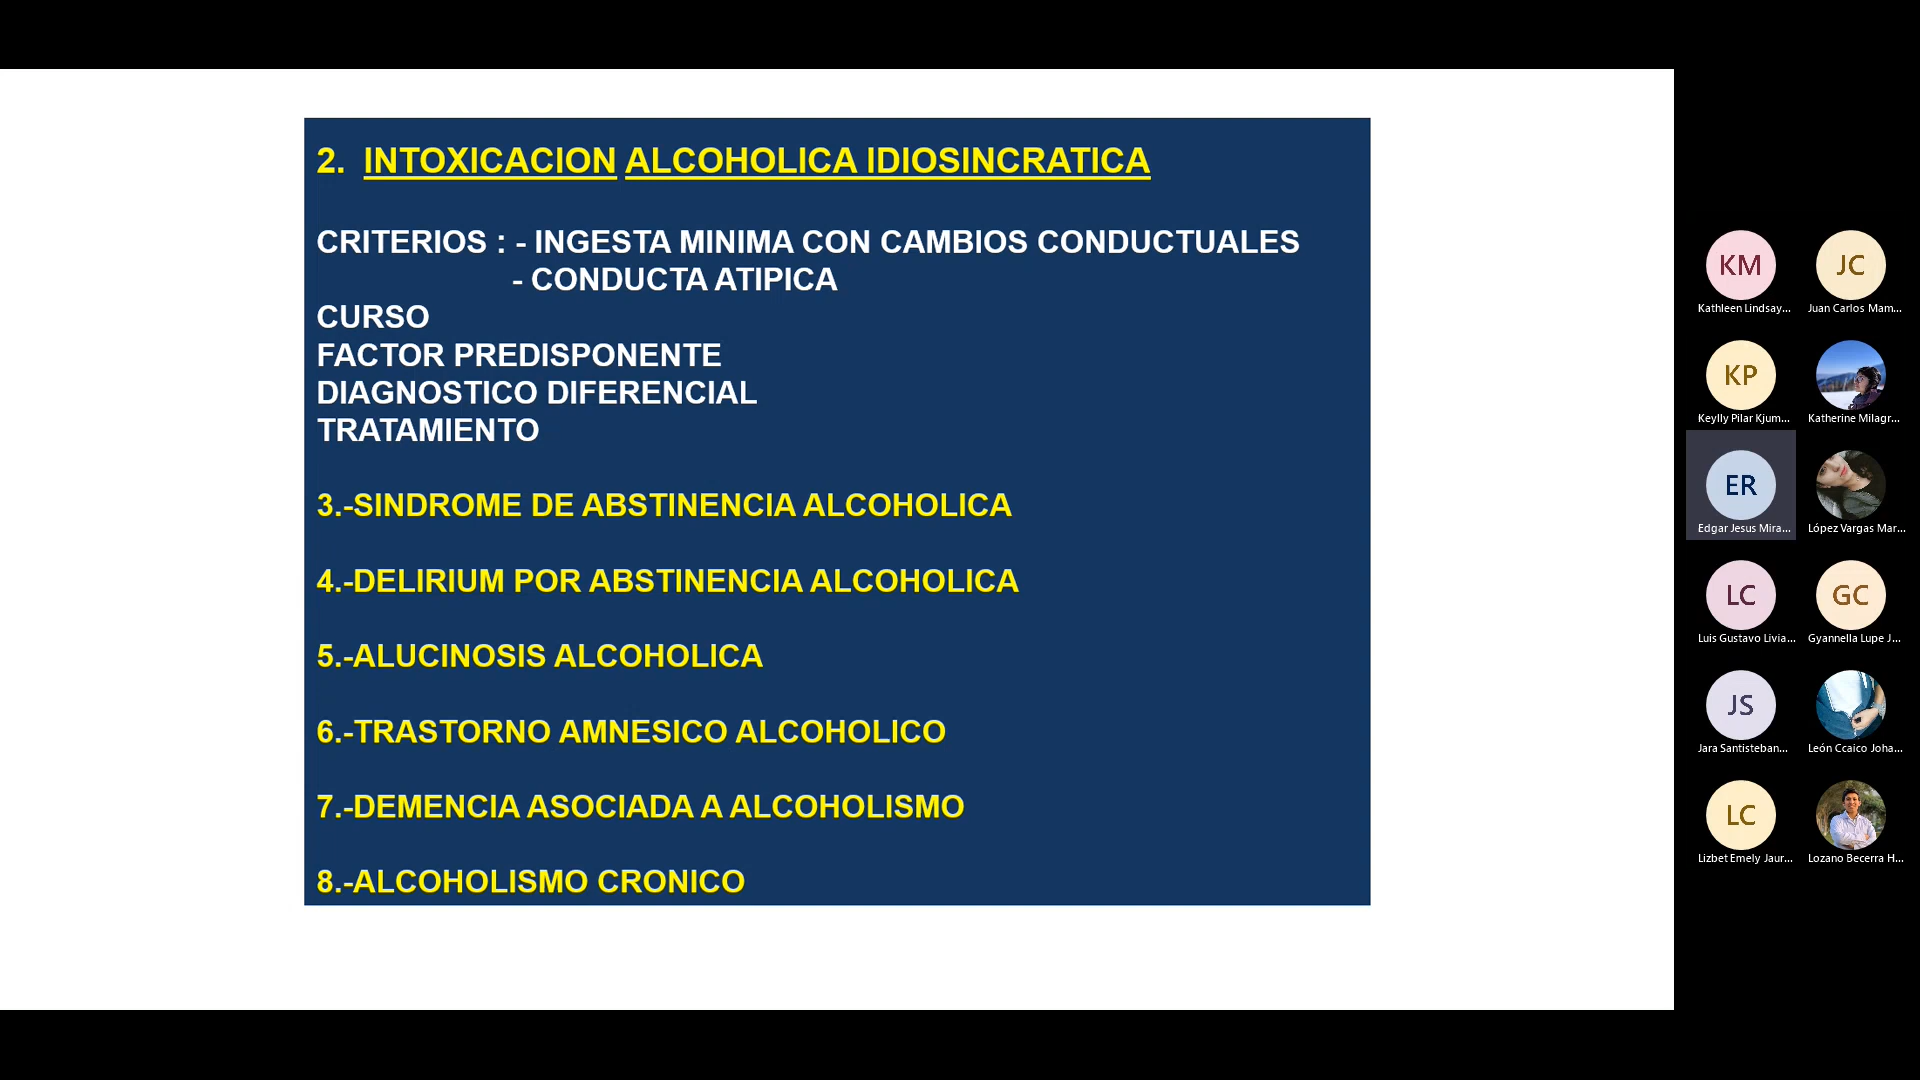 2. INTOXICACION ALCOHOLICA IDIOSINCRATICA
CRITERIOS : - INGESTA MINIMA CON CAMBIOS CONDUCTUALES
- CONDUCTA ATIPICA
CURSO
FACTOR PREDISPONENTE
DIAGNOSTICO DIFERENCIAL
TRATAMIENTO
3.-SINDROME DE ABSTINENCIA ALCOHOLICA
4.-DELIRIUM POR ABSTINENCIA ALCOHOLICA
5.-ALUCINOSIS ALCOHOLICA
6.-TRASTORNO AMNESICO ALCOHOLICO
7.-DEMENCIA ASOCIADA A ALCOHOLISMO
8.-ALCOHOLISMO CRONICO
KM
Kathleen Lindsay...
JC
Juan Carlos Mam...
KP
Keylly Pilar Kjum...
Katherine Milagr...
ER
Edgar Jesus Mira...
López Vargas Mar...
LC
Luis Gustavo Livia...
GC
Gyannella Lupe J...
JS
Jara Santisteban...
León Ccaico Joha...
LC
Lizbet Emely Jaur...
Lozano Becerra H...